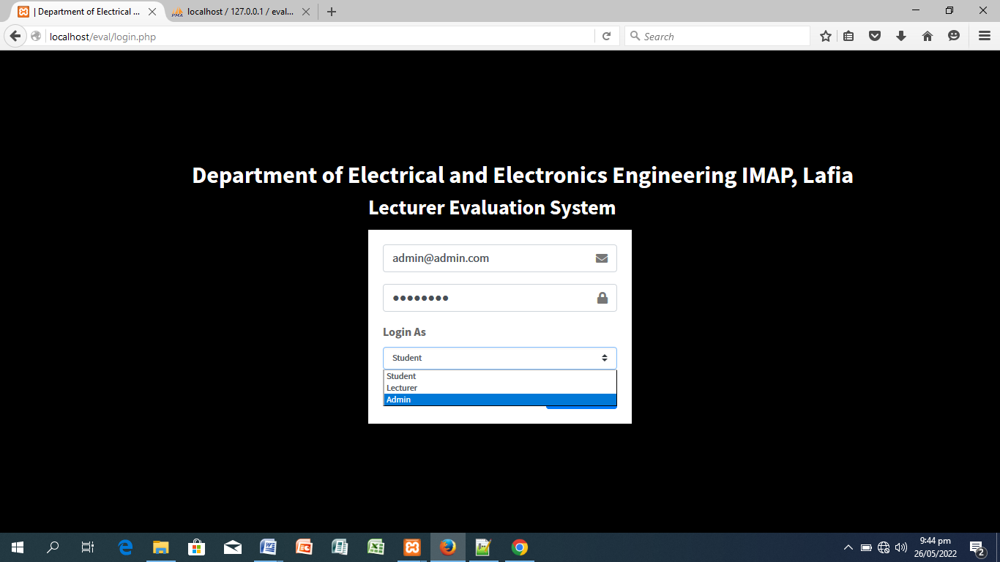 | Department of Electrical ...
localhost / 127.0.0.1 / eval...
localhost/eval/login.php
Search
Department of Electrical and Electronics Engineering IMAP, Lafia
Lecturer Evaluation System
admin@admin.com
Login As
Student
Student
Lecturer
Admin
9:44 pm
26/05/2022
2